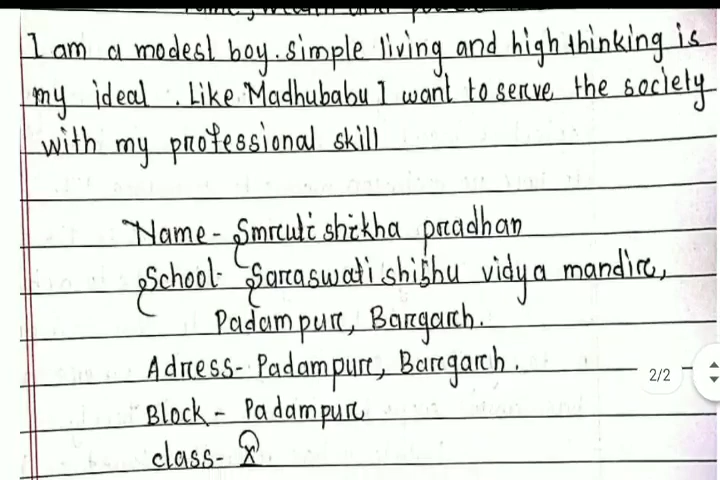 I am a modest boy. simple living and high thinking is
my ideal. Like Madhubabu I want to serve the society
with my professional skill
Name- Smruti shikha pradhan
School- Saraswati shishu vidya mandir,
Padampur, Bargarh.
Adress- Padampur, Bargarh.
Block- Padampur
class- X
2/2